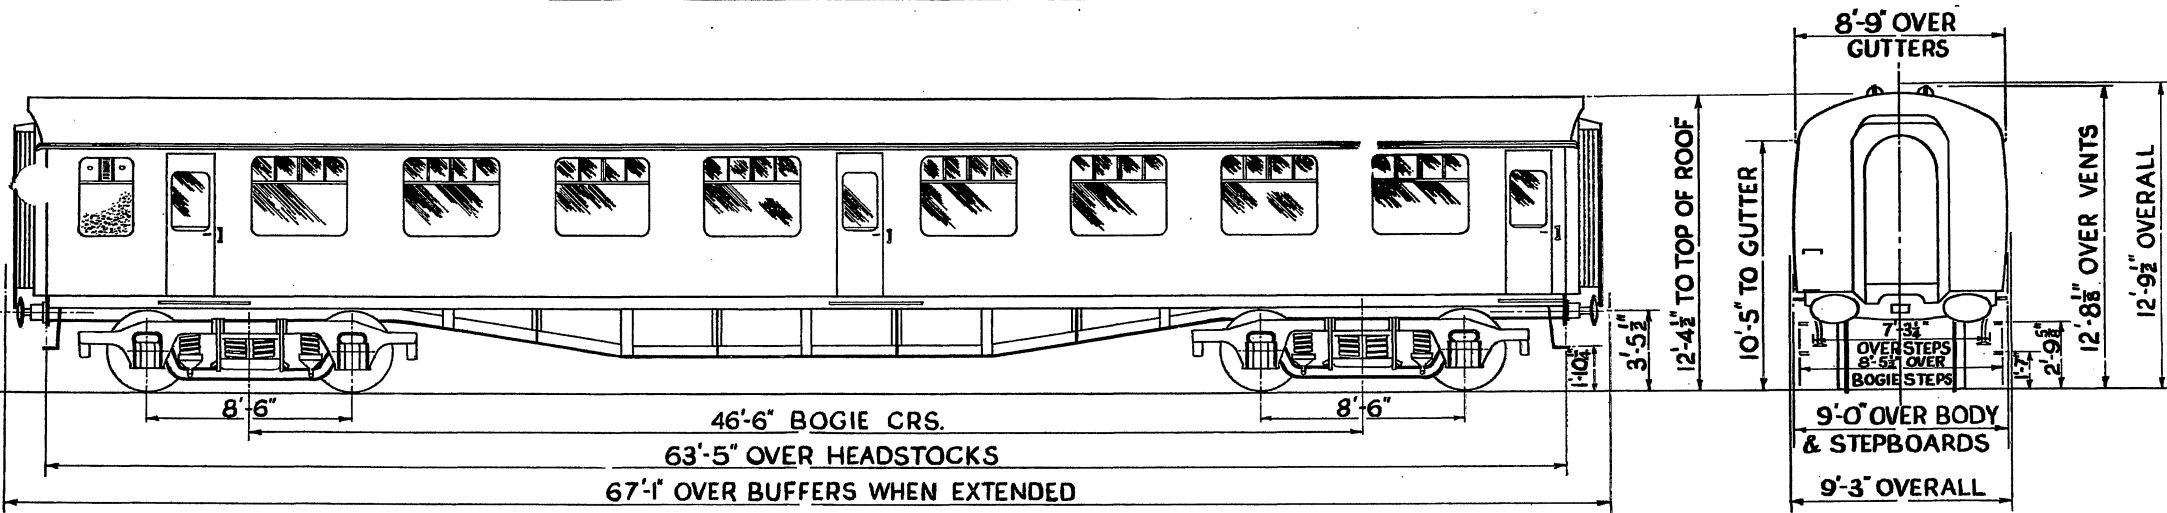 8'-9" OVER
GUTTERS
12'-4½" TO TOP OF ROOF
10'-5" TO GUTTER
12'-8⅛" OVER VENTS
12'-9½" OVERALL
3'-5½"
1'-10¼"
7'-3¼"
OVER STEPS
8'-5½" OVER
BOGIE STEPS
1'-7"
2'-9⅝"
8'-6"
46'-6" BOGIE CRS.
8'-6"
63'-5" OVER HEADSTOCKS
67'-1" OVER BUFFERS WHEN EXTENDED
9'-0" OVER BODY
& STEPBOARDS
9'-3" OVERALL